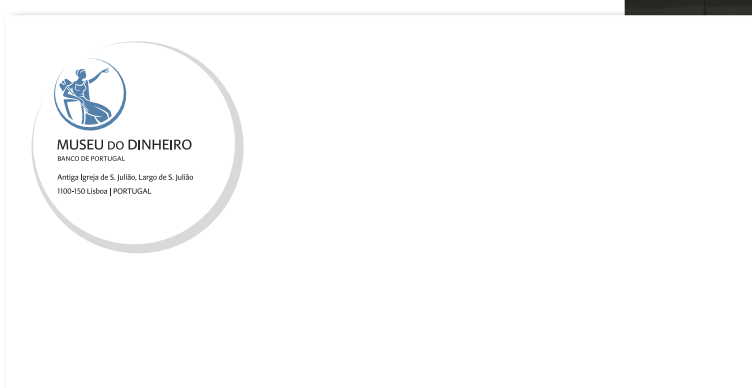 MUSEU DO DINHEIRO
BANCO DE PORTUGAL
Antiga Igreja de S. Julião, Largo de S. Julião
1100-150 Lisboa | PORTUGAL